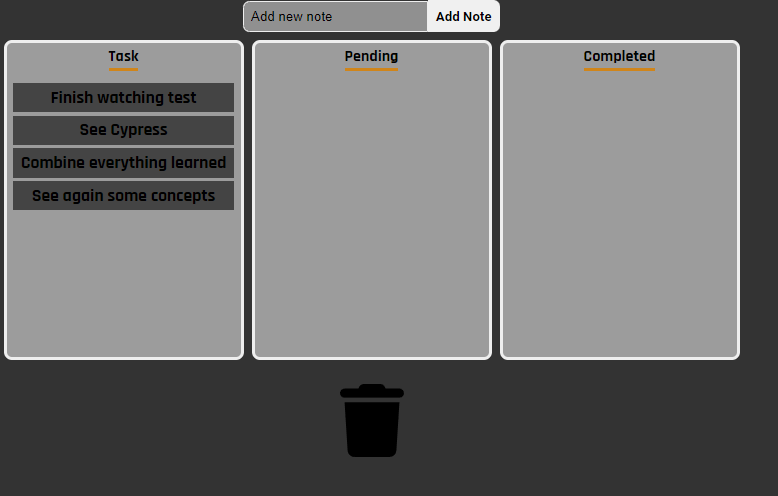 Add new note
Add Note
Task
Pending
Completed
Finish watching test
See Cypress
Combine everything learned
See again some concepts